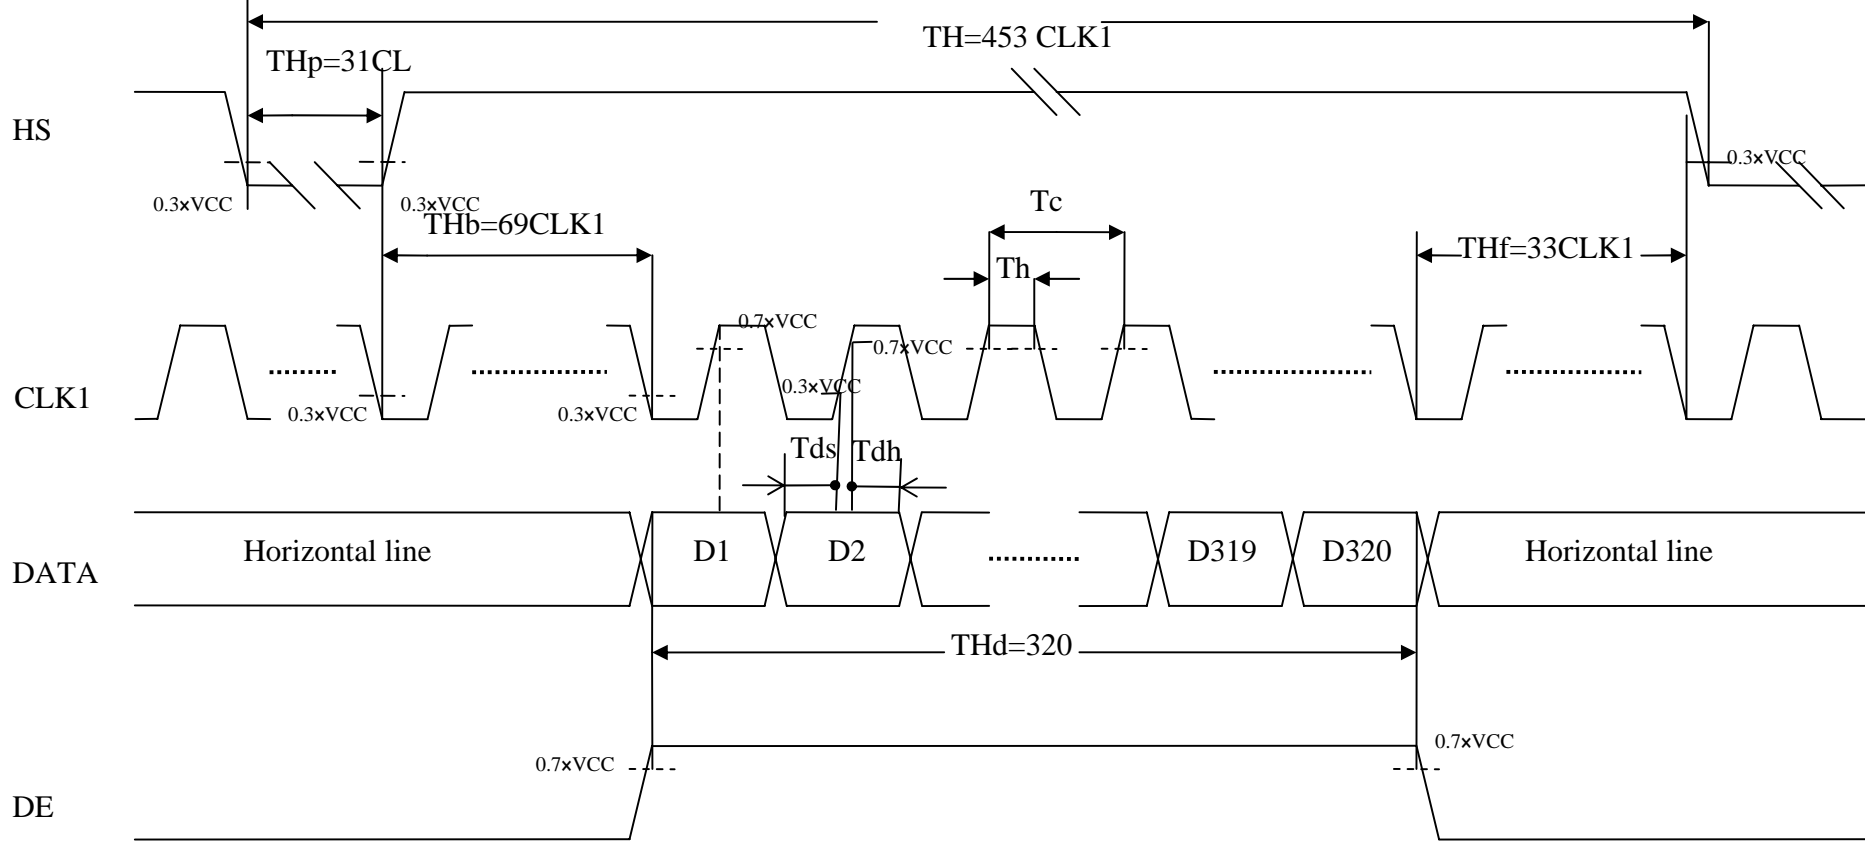 TH=453 CLK1
THp=31CL
HS
0.3×VCC
0.3×VCC
0.3×VCC
THb=69CLK1
Tc
Th
THf=33CLK1
0.7×VCC
0.7×VCC
0.3×VCC
CLK1
0.3×VCC
0.3×VCC
Tds
Tdh
DATA
Horizontal line
D1
D2
D319
D320
Horizontal line
THd=320
0.7×VCC
0.7×VCC
DE